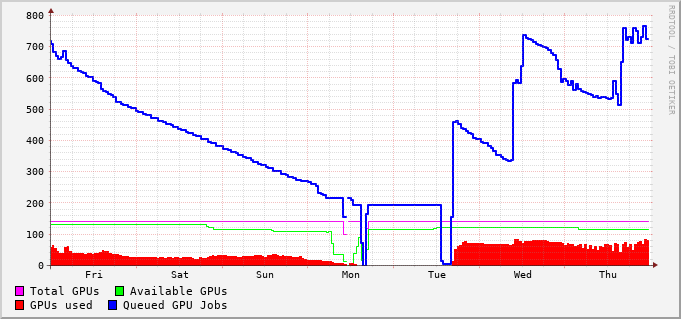 800
700
600
500
400
300
200
100
0
Fri Sat Sun Mon Tue Wed Thu
Total GPUs Available GPUs
GPUs used Queued GPU Jobs
RRDTOOL / TOBI OETIKER